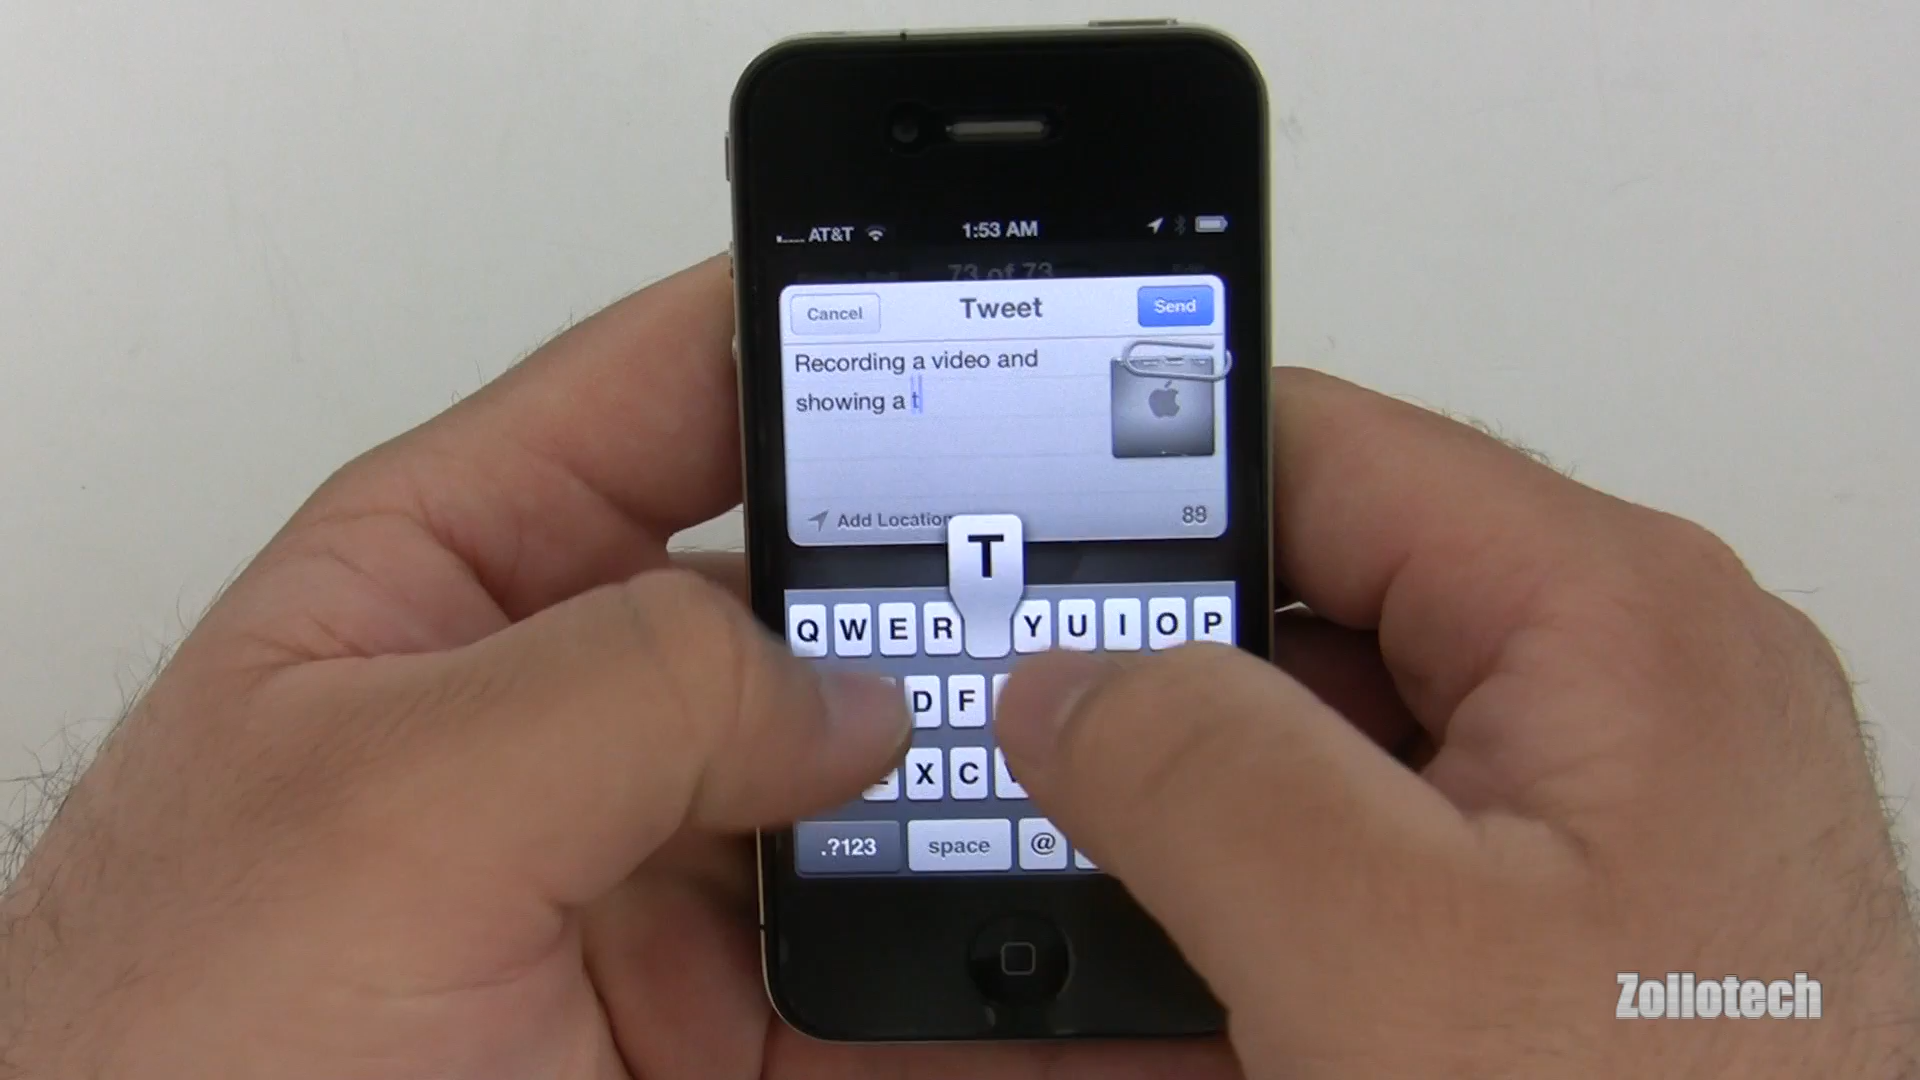 AT&T
1:53 AM
73 of 73
Cancel
Tweet
Send
Recording a video and
showing a t
Add Location
T
Q W E R Y U I O P
D F
X C
.?123
space
@
Zollotech